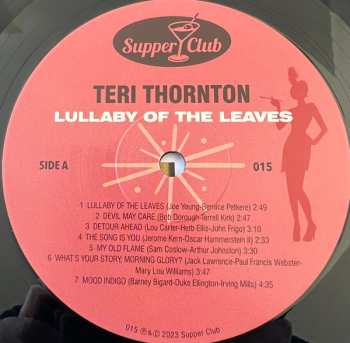 Supper Club
TERI THORNTON
LULLABY OF THE LEAVES
SIDE A
015
1 LULLABY OF THE LEAVES (Joe Young-Bernice Petkere) 2:49
2 DEVIL MAY CARE (Bob Dorough-Terrell Kirk) 2:40
3 DETOUR AHEAD (Lou Carter-Herb Ellis-John Frigo) 3:21
4 THE SONG IS YOU (Jerome Kern-Oscar Hammerstein II) 2:04
5 MY OLD FLAME (Sam Coslow-Arthur Johnston) 3:34
6 WHAT'S YOUR STORY, MORNING GLORY? (Jack Lawrence-Paul Francis Webster-
Mary Lou Williams) 3:47
7 MOOD INDIGO (Barney Bigard-Duke Ellington-Irving Mills) 4:35
015 ℗&© 2023 Supper Club